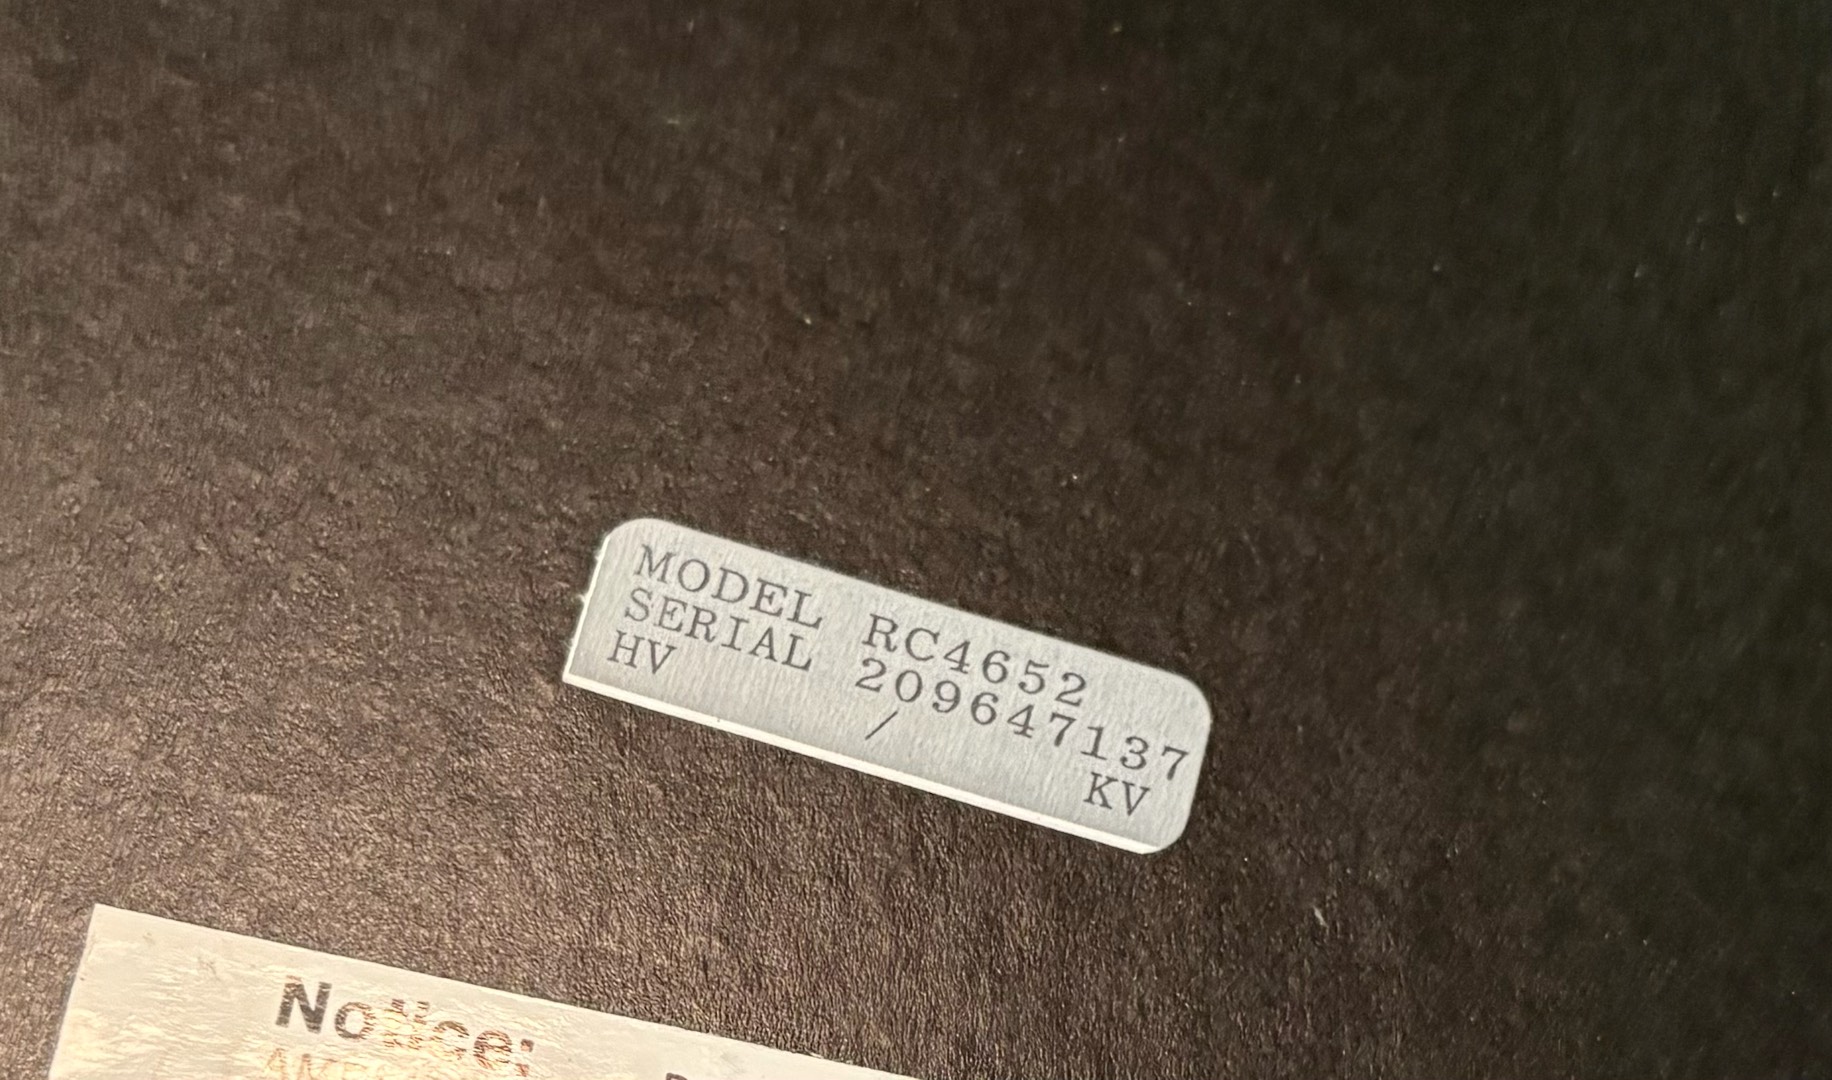 MODEL RC4652
SERIAL 209647137
HV / KV
Notice: